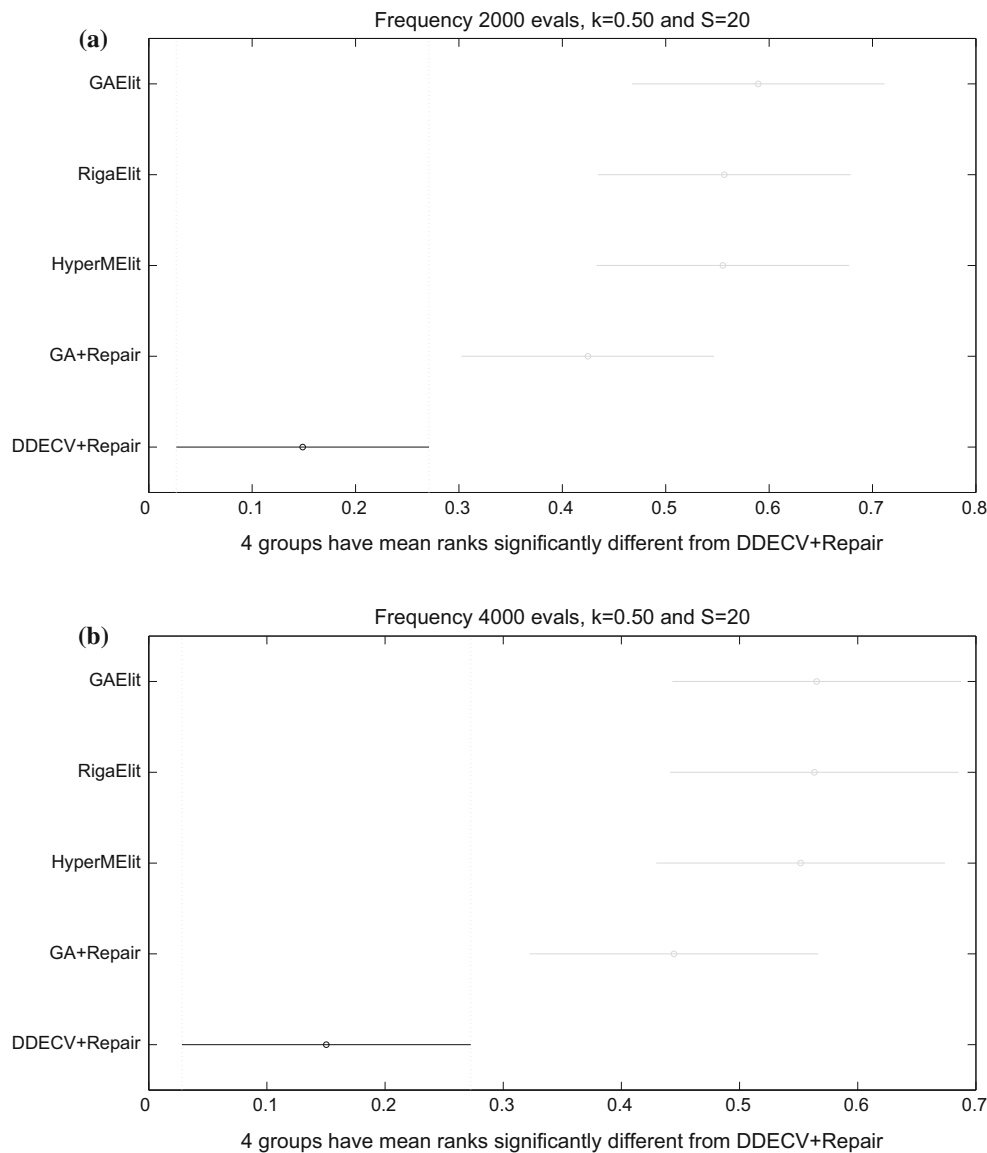 (a)
Frequency 2000 evals, k=0.50 and S=20
GAElit
RigaElit
HyperMElit
GA+Repair
DDECV+Repair
0 0.1 0.2 0.3 0.4 0.5 0.6 0.7 0.8
4 groups have mean ranks significantly different from DDECV+Repair
(b)
Frequency 4000 evals, k=0.50 and S=20
GAElit
RigaElit
HyperMElit
GA+Repair
DDECV+Repair
0 0.1 0.2 0.3 0.4 0.5 0.6 0.7
4 groups have mean ranks significantly different from DDECV+Repair